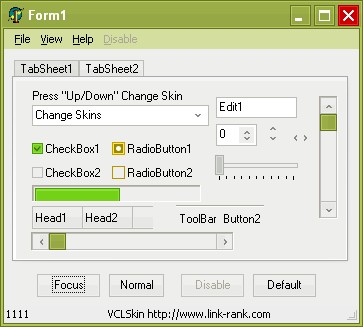 Form1
File View Help Disable
TabSheet1 TabSheet2
Press "Up/Down" Change Skin
Edit1
Change Skins
0
CheckBox1 RadioButton1
CheckBox2 RadioButton2
Head1 Head2
ToolBar Button2
Focus Normal Disable Default
1111 VCLSkin http://www.link-rank.com